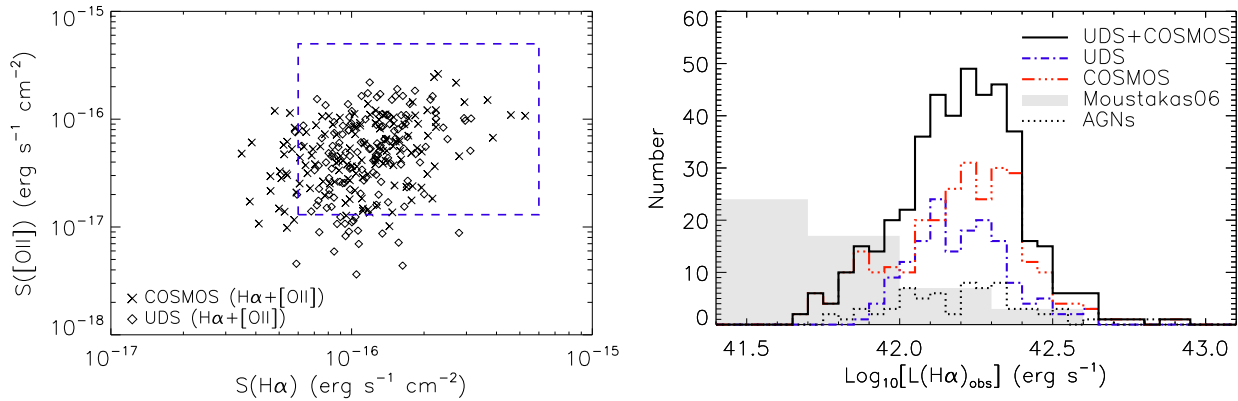 10⁻¹⁵
10⁻¹⁶
10⁻¹⁷
10⁻¹⁸
S([OII]) (erg s⁻¹ cm⁻²)
× COSMOS (Hα+[OII])
◇ UDS (Hα+[OII])
10⁻¹⁷ 10⁻¹⁶ 10⁻¹⁵
S(Hα) (erg s⁻¹ cm⁻²)
60
50
40
30
20
10
0
Number
UDS+COSMOS
UDS
COSMOS
Moustakas06
AGNs
41.5 42.0 42.5 43.0
Log₁₀[L(Hα)obs] (erg s⁻¹)